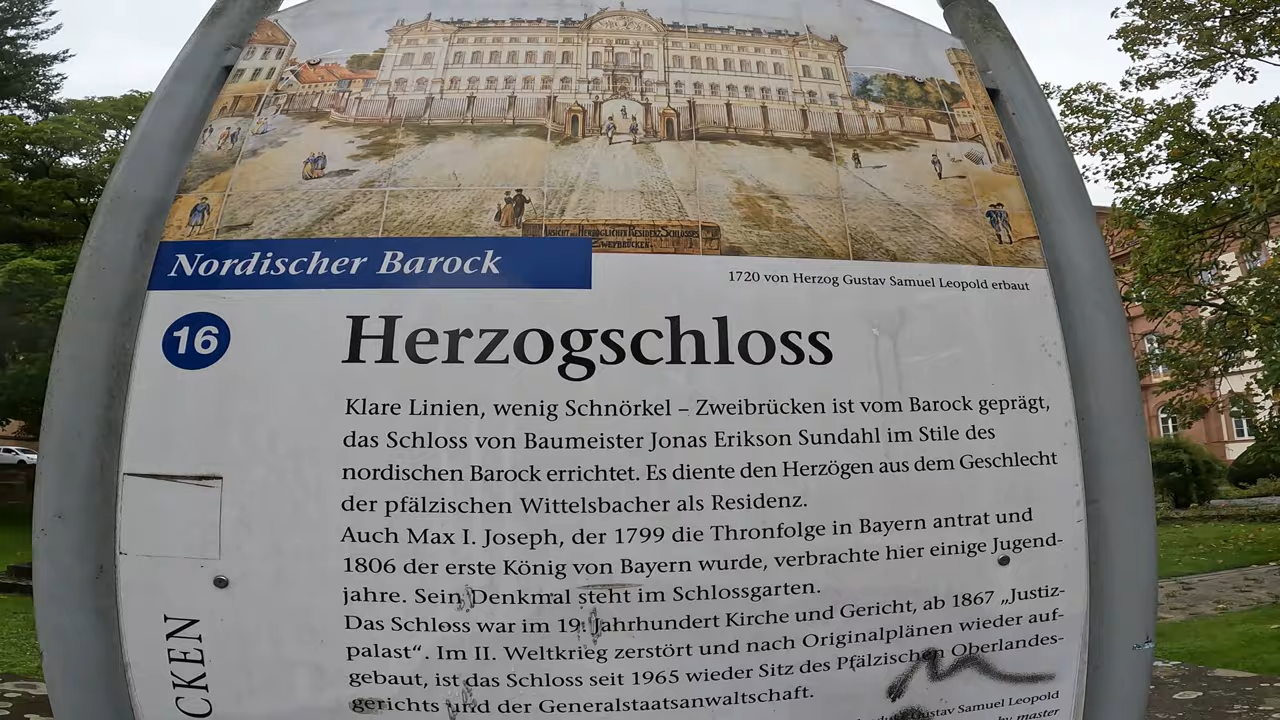 ANSICHT DES HERZOGLICHEN RESIDENZ SCHLOSSES
ZWEYBRÜCKEN
Nordischer Barock
1720 von Herzog Gustav Samuel Leopold erbaut
16
Herzogschloss
Klare Linien, wenig Schnörkel – Zweibrücken ist vom Barock geprägt,
das Schloss von Baumeister Jonas Erikson Sundahl im Stile des
nordischen Barock errichtet. Es diente den Herzögen aus dem Geschlecht
der pfälzischen Wittelsbacher als Residenz.
Auch Max I. Joseph, der 1799 die Thronfolge in Bayern antrat und
1806 der erste König von Bayern wurde, verbrachte hier einige Jugend-
jahre. Sein Denkmal steht im Schlossgarten.
Das Schloss war im 19. Jahrhundert Kirche und Gericht, ab 1867 „Justiz-
palast“. Im II. Weltkrieg zerstört und nach Originalplänen wieder auf-
gebaut, ist das Schloss seit 1965 wieder Sitz des Pfälzischen Oberlandes-
gerichts und der Generalstaatsanwaltschaft.
Gustav Samuel Leopold
by master
CKEN